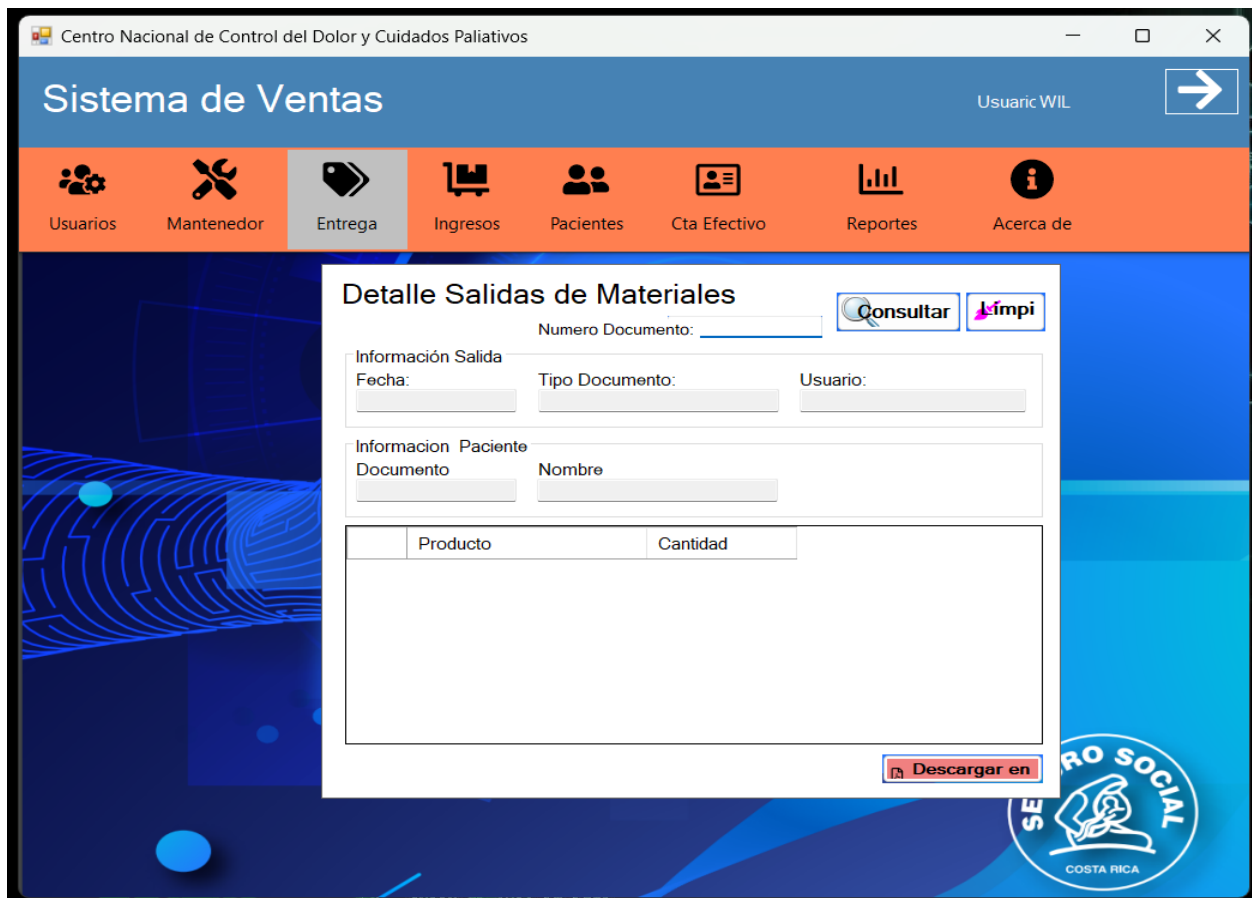 Centro Nacional de Control del Dolor y Cuidados Paliativos
Sistema de Ventas
Usuaric WIL
Usuarios Mantenedor Entrega Ingresos Pacientes Cta Efectivo Reportes Acerca de
Detalle Salidas de Materiales
Consultar Limpi
Numero Documento:
Información Salida
Fecha: Tipo Documento: Usuario:
Informacion Paciente
Documento Nombre
Producto Cantidad
Descargar en
SOCIAL
COSTA RICA